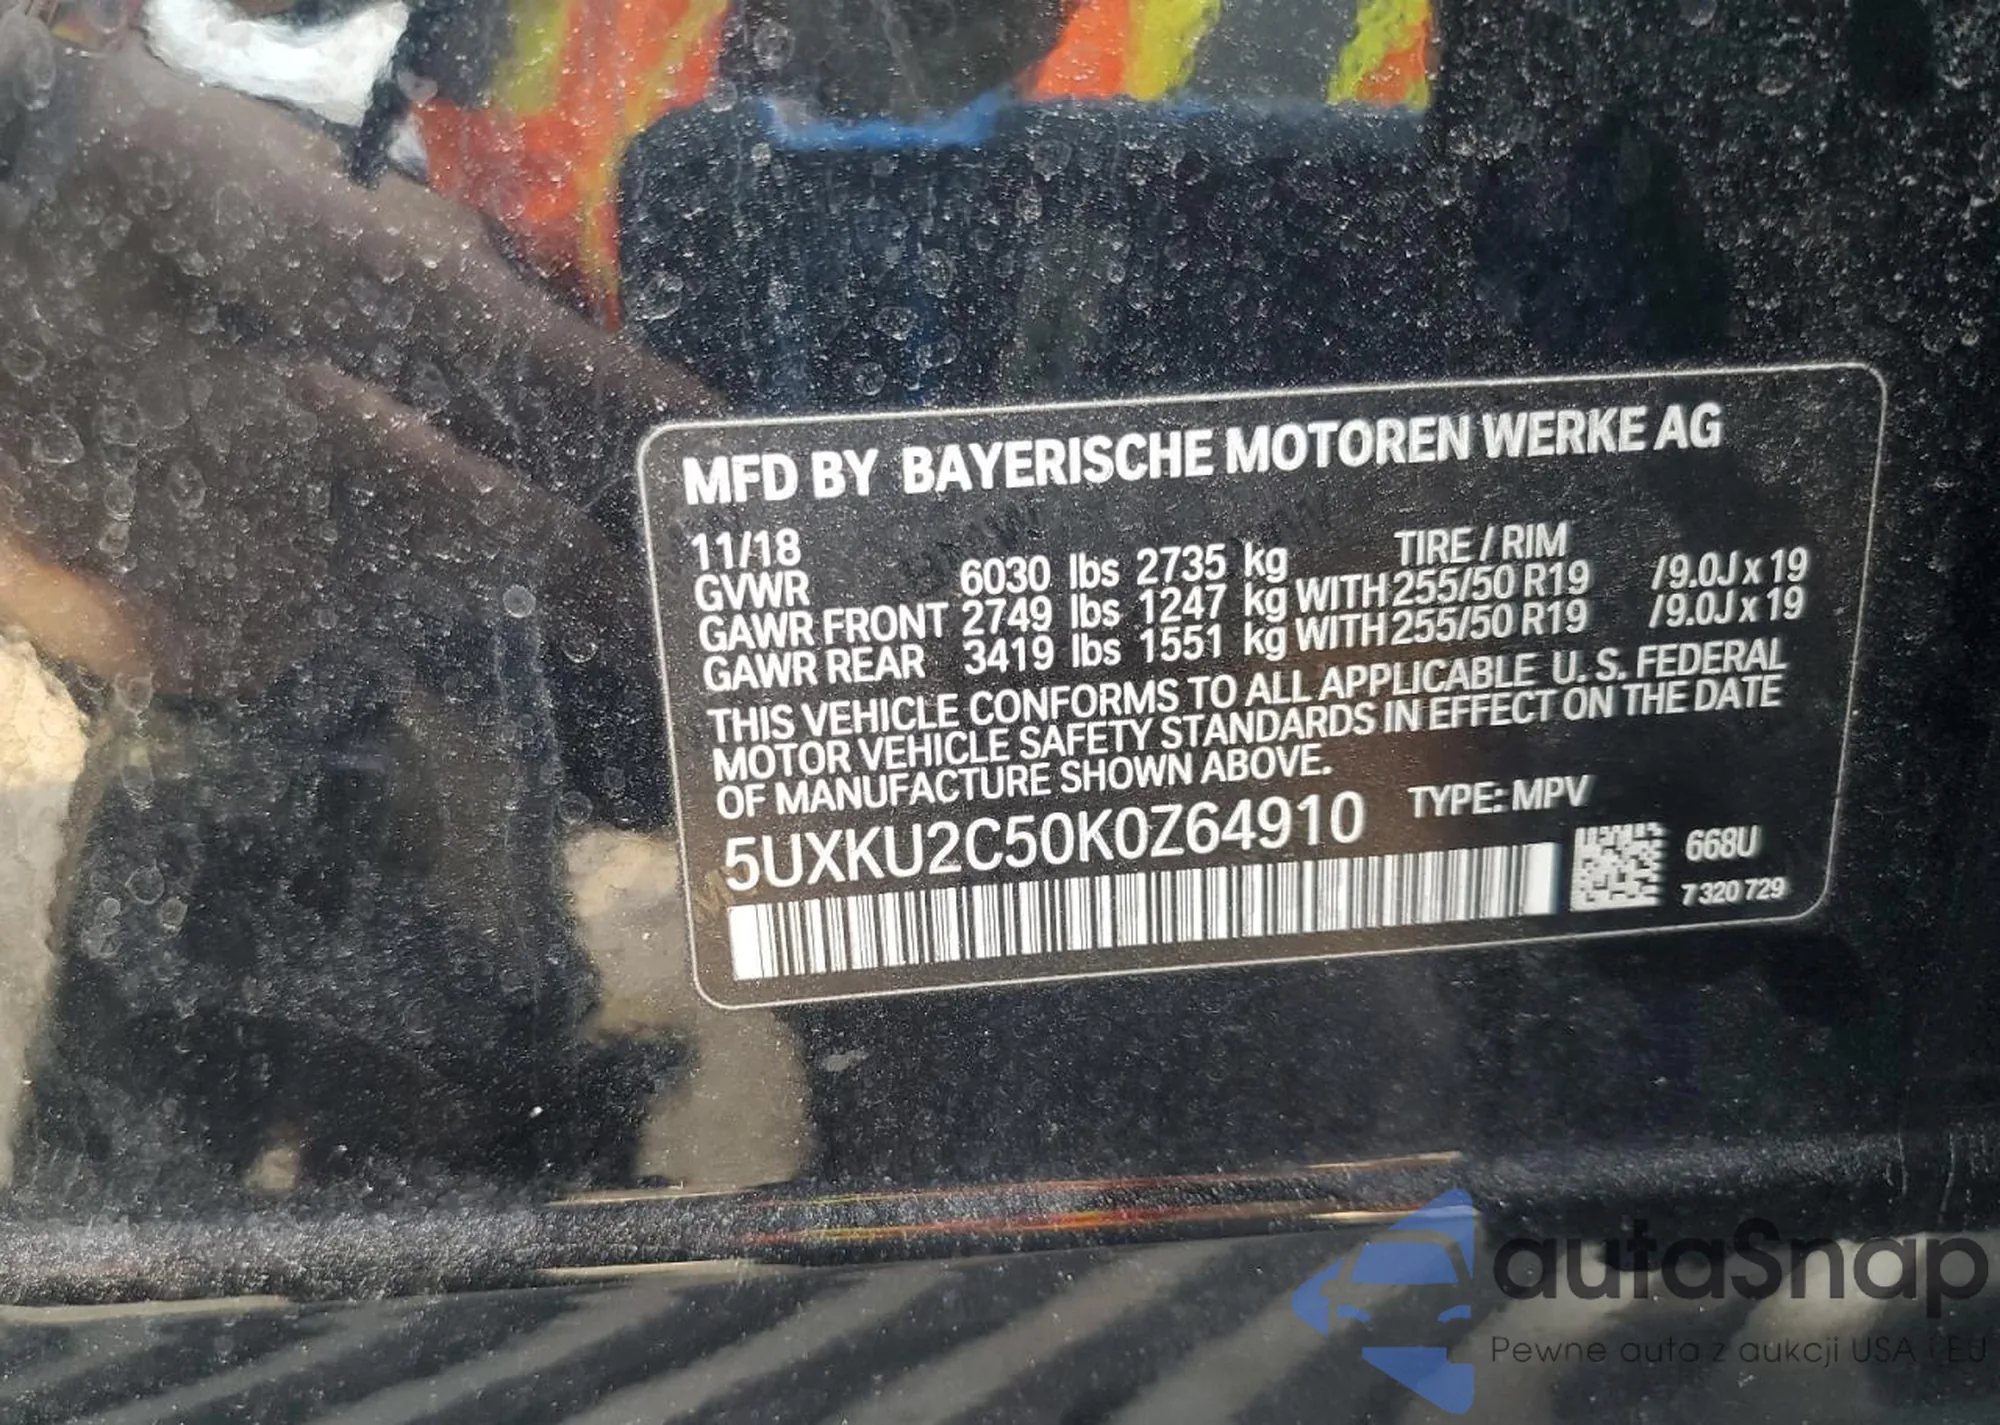 MFD BY BAYERISCHE MOTOREN WERKE AG
11/18 TIRE / RIM
GVWR 6030 lbs 2735 kg
GAWR FRONT 2749 lbs 1247 kg WITH 255/50 R19 /9.0J x 19
GAWR REAR 3419 lbs 1551 kg WITH 255/50 R19 /9.0J x 19
THIS VEHICLE CONFORMS TO ALL APPLICABLE U. S. FEDERAL
MOTOR VEHICLE SAFETY STANDARDS IN EFFECT ON THE DATE
OF MANUFACTURE SHOWN ABOVE.
5UXKU2C50K0Z64910 TYPE: MPV
668U
7 320 729
autaSnap
Pewne auta z aukcji USA i EU